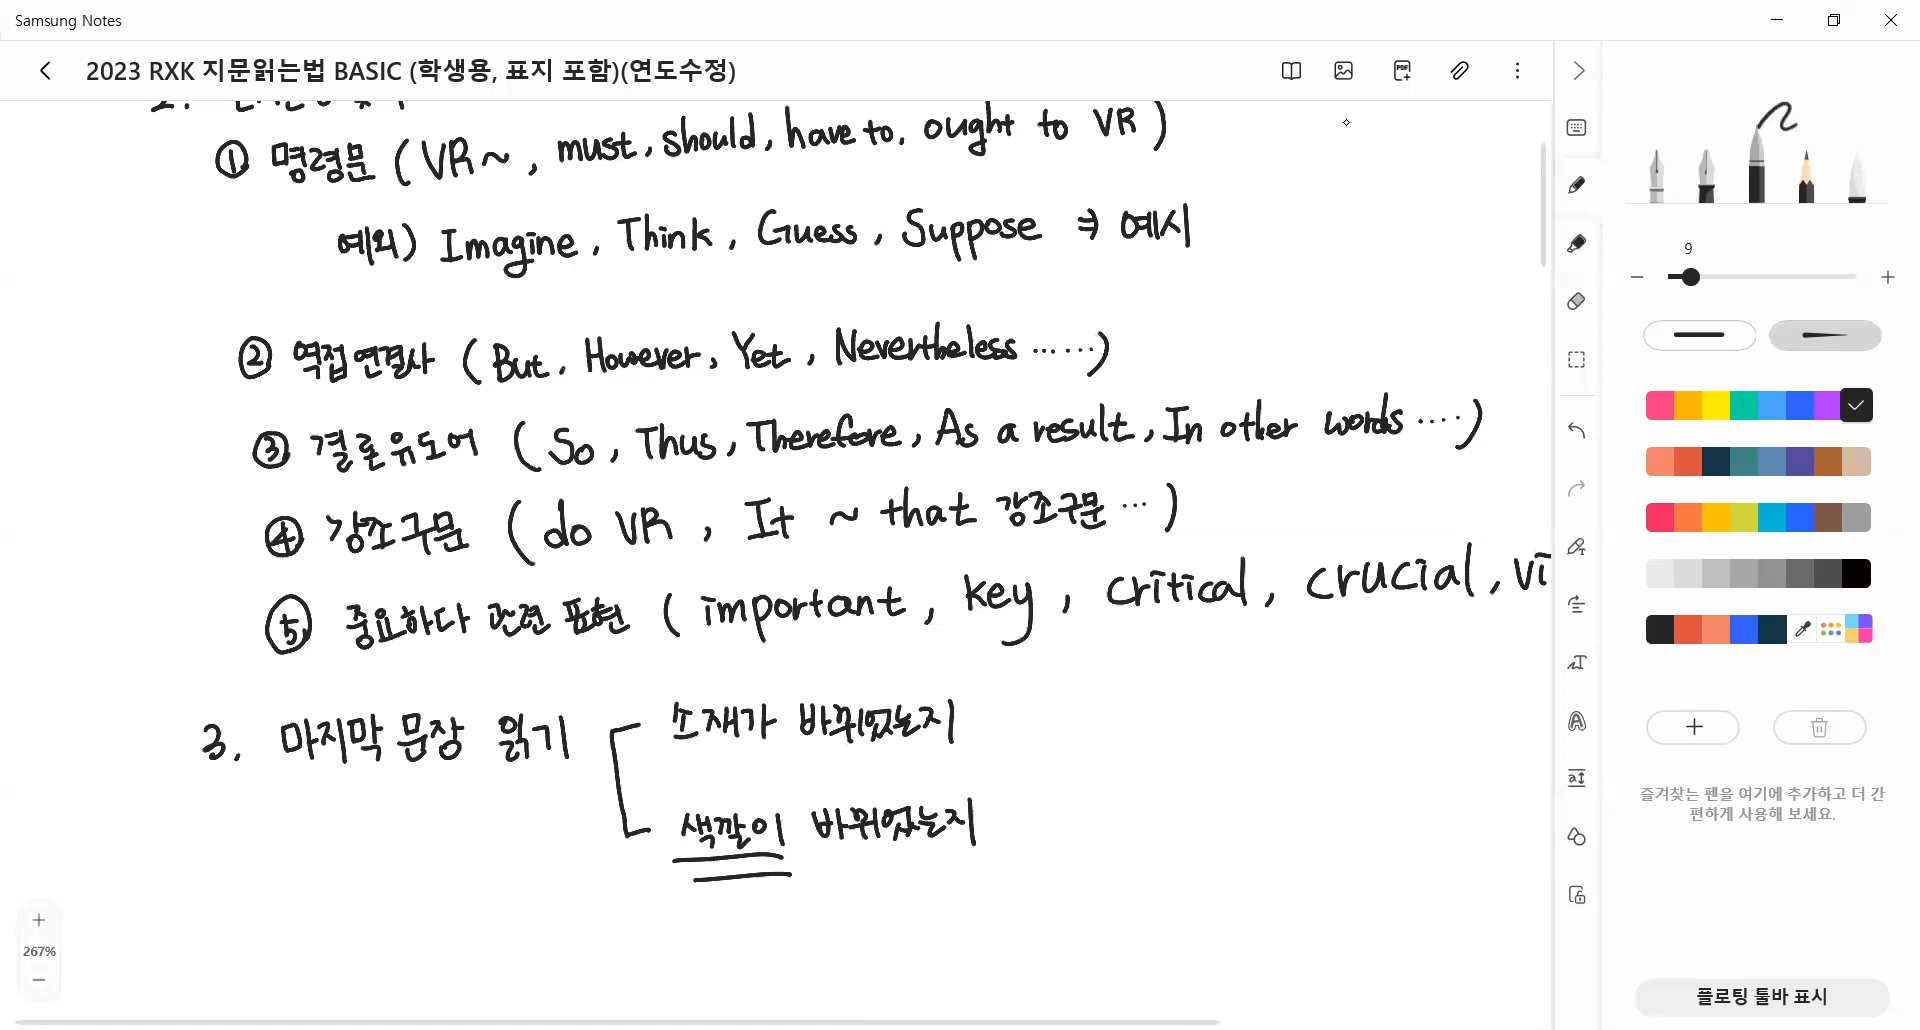 Samsung Notes
2023 RXK 지문읽는법 BASIC (학생용, 표지 포함)(연도수정)
2.
① 명령문 (VR~, must, should, have to, ought to VR)
예외) Imagine, Think, Guess, Suppose ⇒ 예시
② 역접연결사 (But, However, Yet, Nevertheless ······)
③ 결론유도어 (So, Thus, Therefore, As a result, In other words ····)
④ 강조구문 (do VR, It ~ that 강조구문 ···)
⑤ 중요하다 관련 표현 (important, key, critical, crucial, vi
3. 마지막 문장 읽기
소재가 바뀌었는지
색깔이 바뀌었는지
9
즐겨찾는 펜을 여기에 추가하고 더 간
편하게 사용해 보세요.
267%
플로팅 툴바 표시